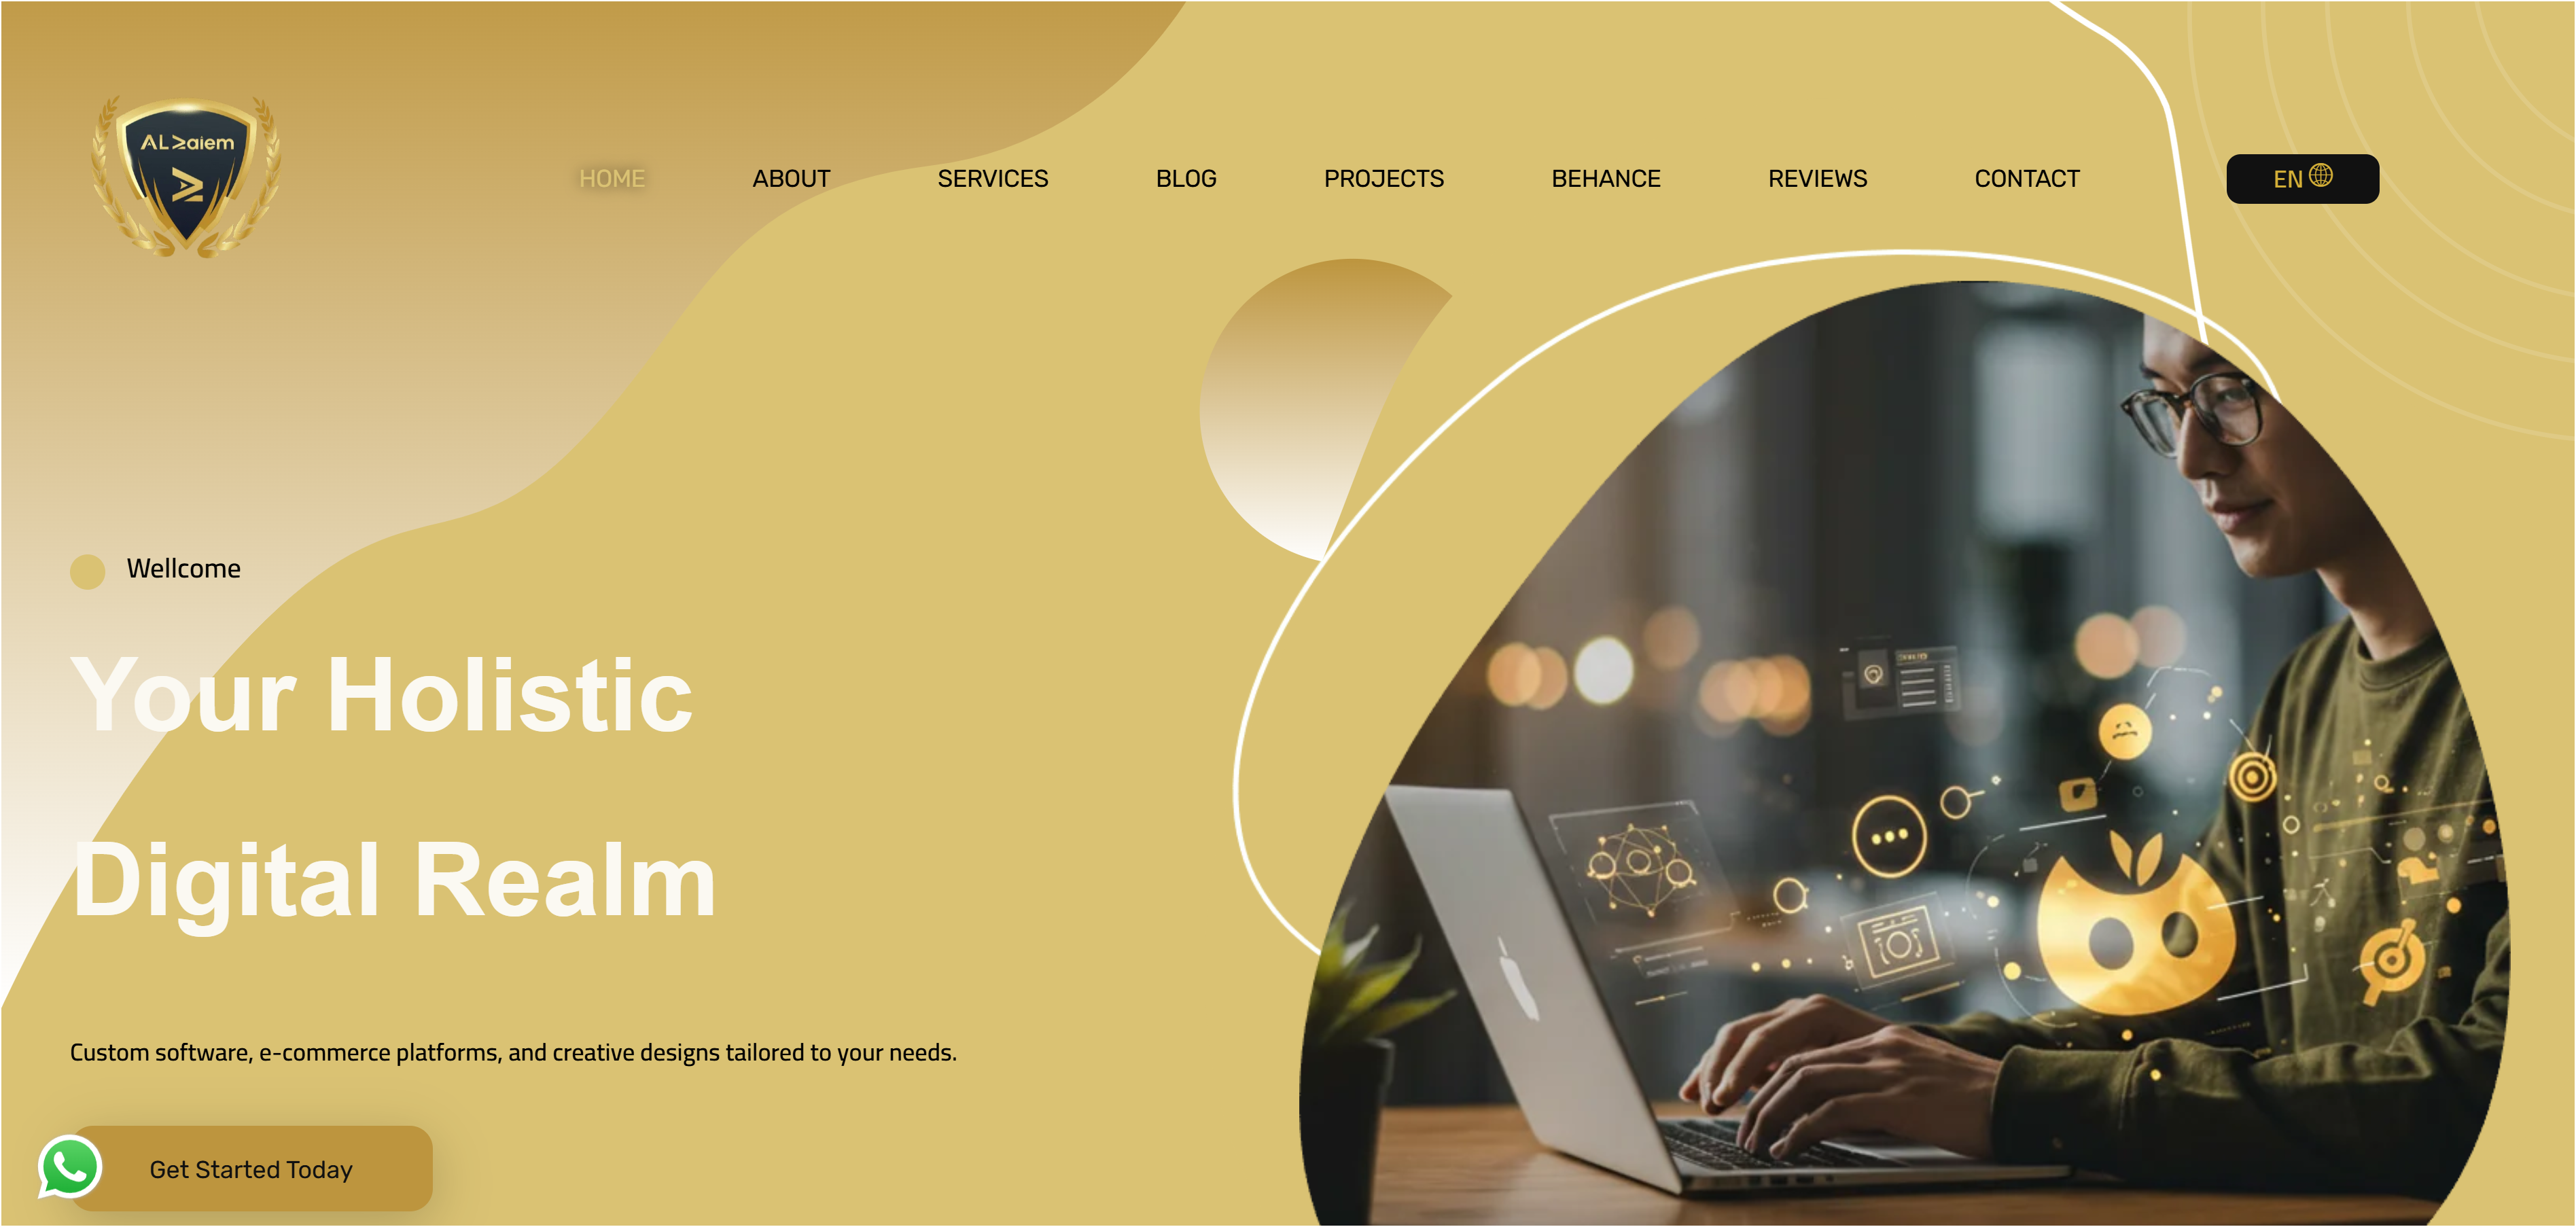 AL zaiem
HOME ABOUT SERVICES BLOG PROJECTS BEHANCE REVIEWS CONTACT EN
Wellcome
Your Holistic
Digital Realm
Custom software, e-commerce platforms, and creative designs tailored to your needs.
Get Started Today